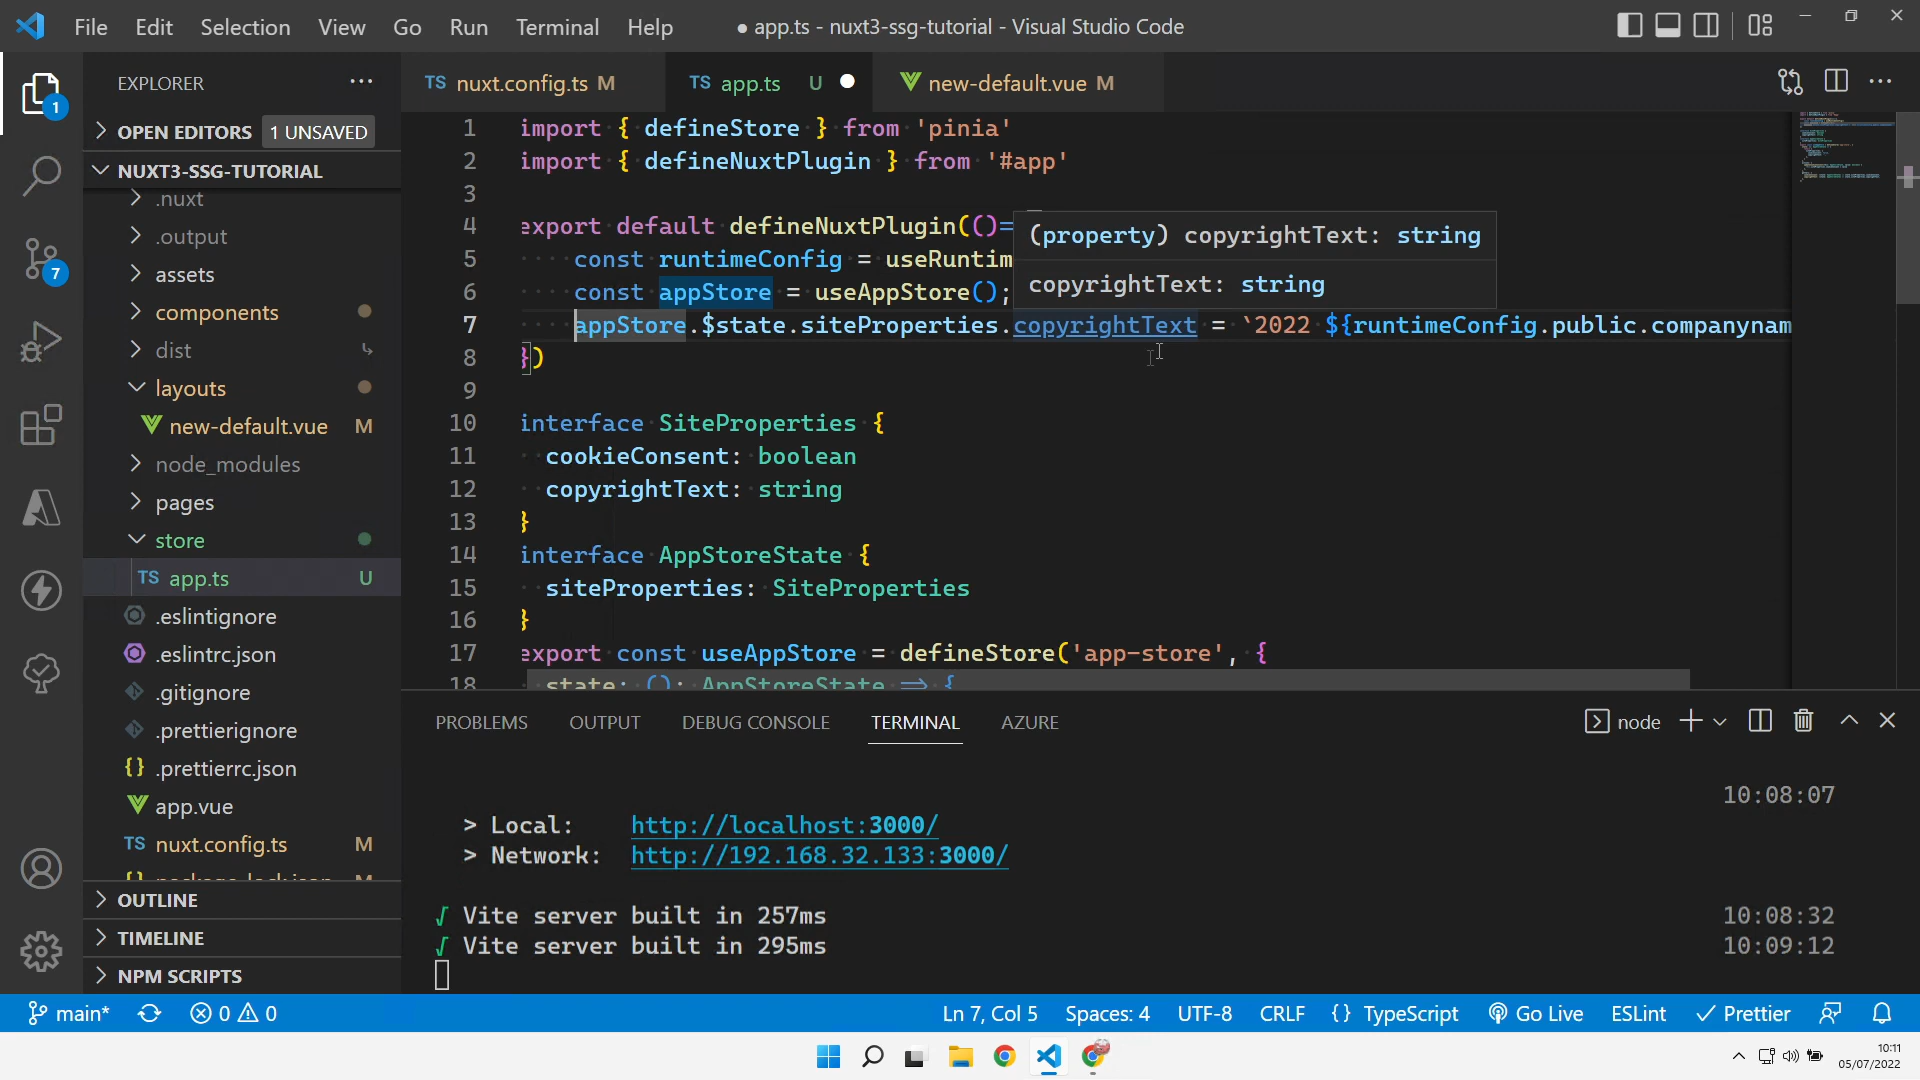 File Edit Selection View Go Run Terminal Help
● app.ts - nuxt3-ssg-tutorial - Visual Studio Code
EXPLORER
OPEN EDITORS 1 UNSAVED
NUXT3-SSG-TUTORIAL
.nuxt
.output
assets
components
dist
layouts
new-default.vue M
node_modules
pages
store
TS app.ts U
.eslintignore
.eslintrc.json
.gitignore
.prettierignore
{} .prettierrc.json
app.vue
TS nuxt.config.ts M
{} package-lock.json M
OUTLINE
TIMELINE
NPM SCRIPTS
1
7
TS nuxt.config.ts M
TS app.ts U
new-default.vue M
1 import { defineStore } from 'pinia'
2 import { defineNuxtPlugin } from '#app'
3
4 export default defineNuxtPlugin(()=
5 const runtimeConfig = useRuntim
6 const appStore = useAppStore();
7 appStore.$state.siteProperties.copyrightText = `2022 ${runtimeConfig.public.companynam
8 })
9
10 interface SiteProperties {
11 cookieConsent: boolean
12 copyrightText: string
13 }
14 interface AppStoreState {
15 siteProperties: SiteProperties
16 }
17 export const useAppStore = defineStore('app-store', {
18 state: (): AppStoreState => {
(property) copyrightText: string
copyrightText: string
PROBLEMS OUTPUT DEBUG CONSOLE TERMINAL AZURE
node
10:08:07
> Local: http://localhost:3000/
> Network: http://192.168.32.133:3000/
√ Vite server built in 257ms 10:08:32
√ Vite server built in 295ms 10:09:12
main* 0 0
Ln 7, Col 5 Spaces: 4 UTF-8 CRLF {} TypeScript Go Live ESLint Prettier
10:11
05/07/2022